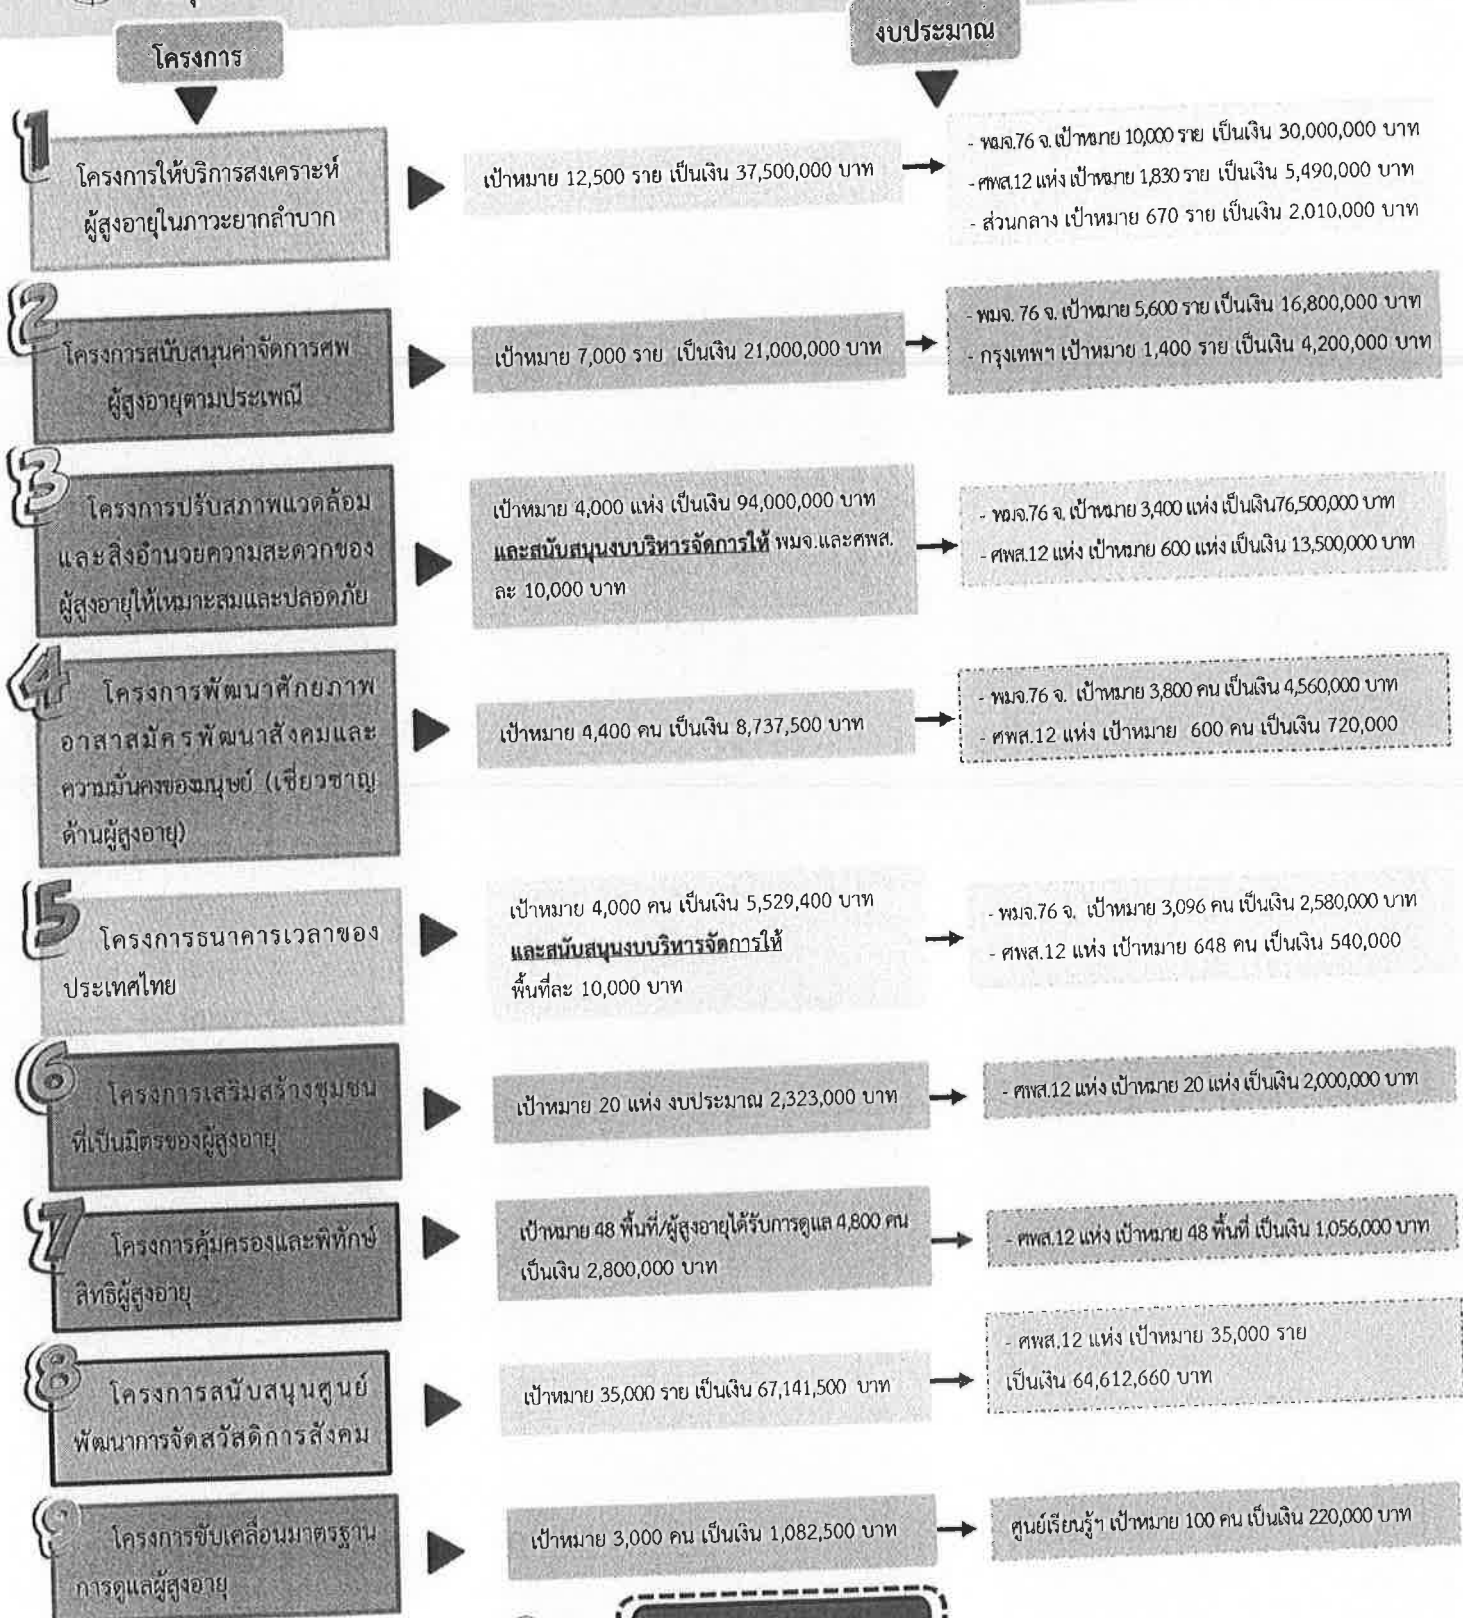 โครงการ
งบประมาณ
1
โครงการให้บริการสงเคราะห์
ผู้สูงอายุในภาวะยากลำบาก
เป้าหมาย 12,500 ราย เป็นเงิน 37,500,000 บาท
- พมจ.76 จ. เป้าหมาย 10,000 ราย เป็นเงิน 30,000,000 บาท
- ศพส.12 แห่ง เป้าหมาย 1,830 ราย เป็นเงิน 5,490,000 บาท
- ส่วนกลาง เป้าหมาย 670 ราย เป็นเงิน 2,010,000 บาท
2
โครงการสนับสนุนค่าจัดการศพ
ผู้สูงอายุตามประเพณี
เป้าหมาย 7,000 ราย เป็นเงิน 21,000,000 บาท
- พมจ. 76 จ. เป้าหมาย 5,600 ราย เป็นเงิน 16,800,000 บาท
- กรุงเทพฯ เป้าหมาย 1,400 ราย เป็นเงิน 4,200,000 บาท
3
โครงการปรับสภาพแวดล้อม
และสิ่งอำนวยความสะดวกของ
ผู้สูงอายุให้เหมาะสมและปลอดภัย
เป้าหมาย 4,000 แห่ง เป็นเงิน 94,000,000 บาท
และสนับสนุนงบบริหารจัดการให้ พมจ.และศพส.
ละ 10,000 บาท
- พมจ.76 จ. เป้าหมาย 3,400 แห่ง เป็นเงิน76,500,000 บาท
- ศพส.12 แห่ง เป้าหมาย 600 แห่ง เป็นเงิน 13,500,000 บาท
4
โครงการพัฒนาศักยภาพ
อาสาสมัครพัฒนาสังคมและ
ความมั่นคงของมนุษย์ (เชี่ยวชาญ
ด้านผู้สูงอายุ)
เป้าหมาย 4,400 คน เป็นเงิน 8,737,500 บาท
- พมจ.76 จ. เป้าหมาย 3,800 คน เป็นเงิน 4,560,000 บาท
- ศพส.12 แห่ง เป้าหมาย 600 คน เป็นเงิน 720,000
5
โครงการธนาคารเวลาของ
ประเทศไทย
เป้าหมาย 4,000 คน เป็นเงิน 5,529,400 บาท
และสนับสนุนงบบริหารจัดการให้
พื้นที่ละ 10,000 บาท
- พมจ.76 จ. เป้าหมาย 3,096 คน เป็นเงิน 2,580,000 บาท
- ศพส.12 แห่ง เป้าหมาย 648 คน เป็นเงิน 540,000
6
โครงการเสริมสร้างชุมชน
ที่เป็นมิตรของผู้สูงอายุ
เป้าหมาย 20 แห่ง งบประมาณ 2,323,000 บาท
- ศพส.12 แห่ง เป้าหมาย 20 แห่ง เป็นเงิน 2,000,000 บาท
7
โครงการคุ้มครองและพิทักษ์
สิทธิผู้สูงอายุ
เป้าหมาย 48 พื้นที่/ผู้สูงอายุได้รับการดูแล 4,800 คน
เป็นเงิน 2,800,000 บาท
- ศพส.12 แห่ง เป้าหมาย 48 พื้นที่ เป็นเงิน 1,056,000 บาท
8
โครงการสนับสนุนศูนย์
พัฒนาการจัดสวัสดิการสังคม
เป้าหมาย 35,000 ราย เป็นเงิน 67,141,500 บาท
- ศพส.12 แห่ง เป้าหมาย 35,000 ราย
เป็นเงิน 64,612,660 บาท
9
โครงการขับเคลื่อนมาตรฐาน
การดูแลผู้สูงอายุ
เป้าหมาย 3,000 คน เป็นเงิน 1,082,500 บาท
ศูนย์เรียนรู้ฯ เป้าหมาย 100 คน เป็นเงิน 220,000 บาท